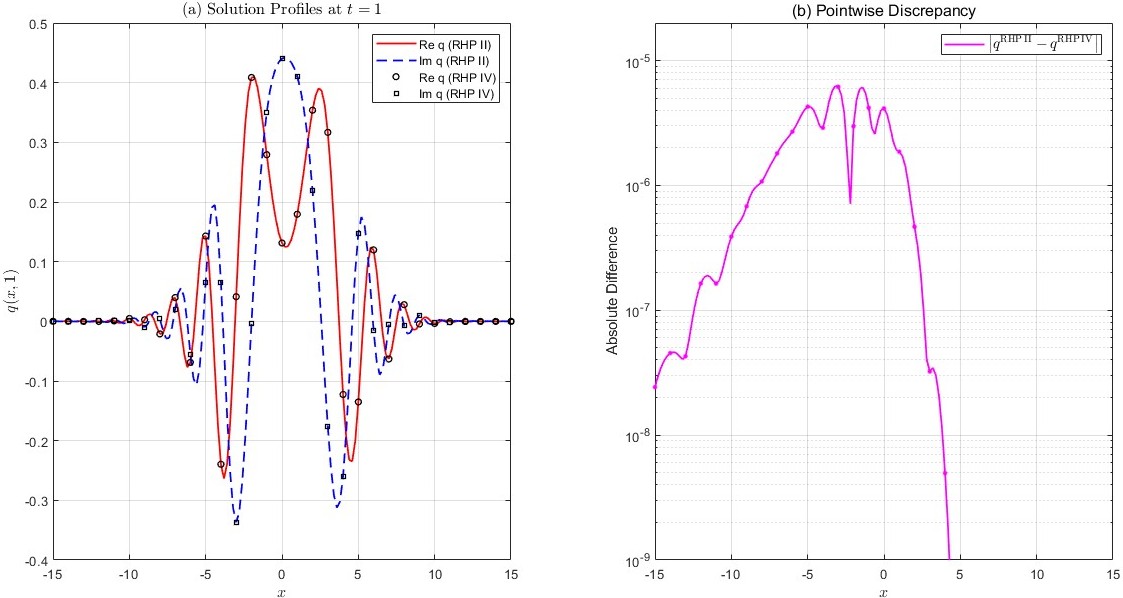 (a) Solution Profiles at t = 1
0.5
0.4
0.3
0.2
0.1
0
-0.1
-0.2
-0.3
-0.4
q(x, 1)
-15
-10
-5
0
5
10
15
x
Re q (RHP II)
Im q (RHP II)
Re q (RHP IV)
Im q (RHP IV)
(b) Pointwise Discrepancy
10^-5
10^-6
10^-7
10^-8
10^-9
Absolute Difference
-15
-10
-5
0
5
10
15
x
|q^RHP II − q^RHP IV|